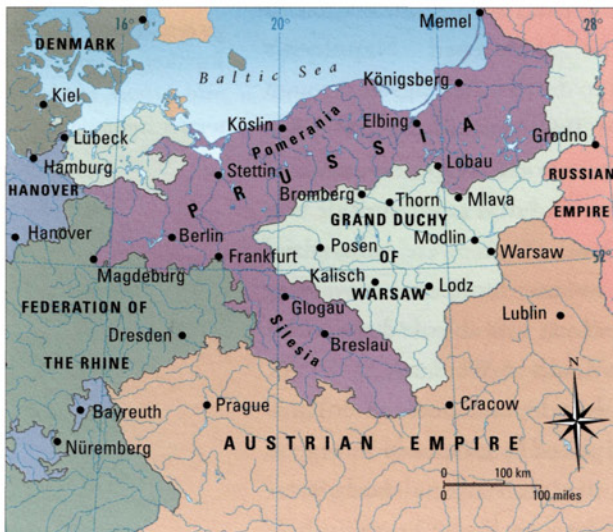 16°
20°
24°
28°
Memel
DENMARK
Baltic Sea
Königsberg
Kiel
Köslin
Pomerania
Elbing
Lübeck
Grodno
Hamburg
Stettin
Lobau
RUSSIAN
EMPIRE
HANOVER
PRUSSIA
Bromberg
Thorn
Mlava
GRAND DUCHY
OF
WARSAW
Hanover
Berlin
Posen
Modlin
Warsaw
52°
Magdeburg
Frankfurt
Kalisch
Lodz
FEDERATION OF
THE RHINE
Glogau
Lublin
Dresden
Silesia
Breslau
N
Bayreuth
Prague
Cracow
Nüremberg
AUSTRIAN EMPIRE
0 100 km
0 100 miles